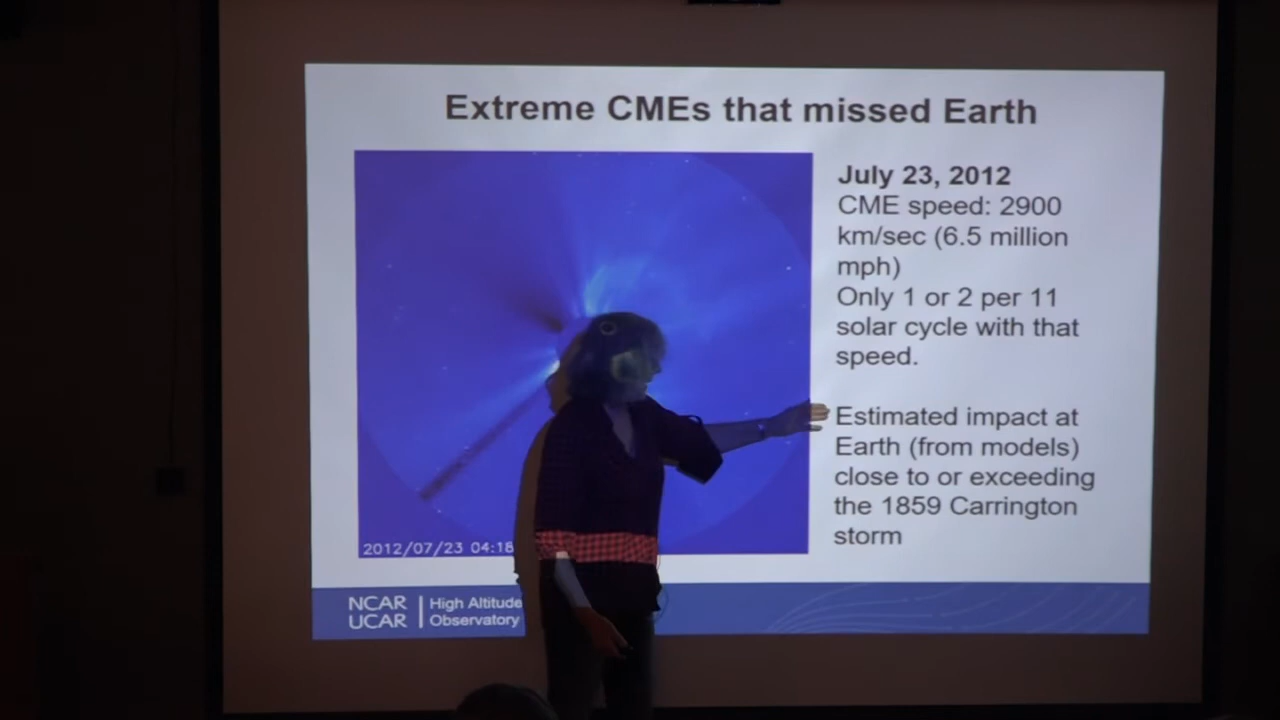 Extreme CMEs that missed Earth
July 23, 2012
CME speed: 2900
km/sec (6.5 million
mph)
Only 1 or 2 per 11
solar cycle with that
speed.
Estimated impact at
Earth (from models)
close to or exceeding
the 1859 Carrington
storm
2012/07/23 04:18
NCAR
UCAR
High Altitude
Observatory